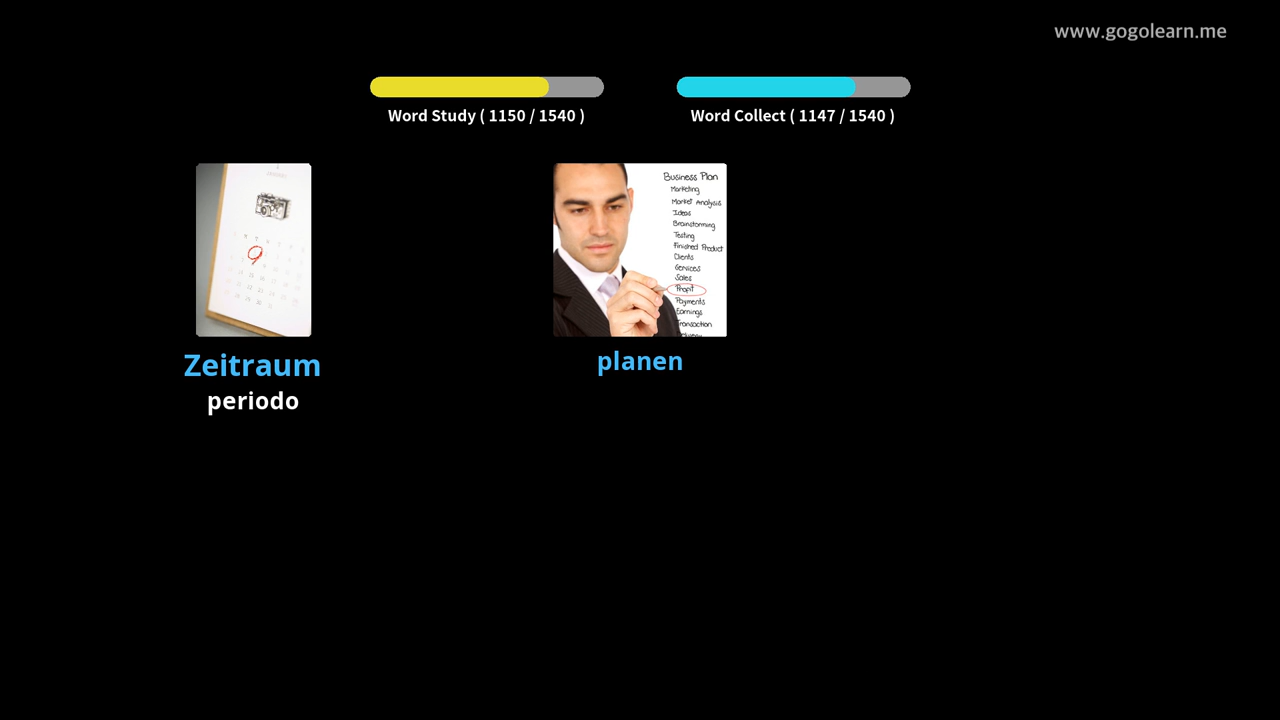 www.gogolearn.me
Word Study ( 1150 / 1540 )
Word Collect ( 1147 / 1540 )
Business Plan
Marketing
Market Analysis
Ideas
Brainstorming
Testing
Finished Product
Clients
Services
Sales
Profit
Payments
Earnings
Transaction
Zeitraum
periodo
planen